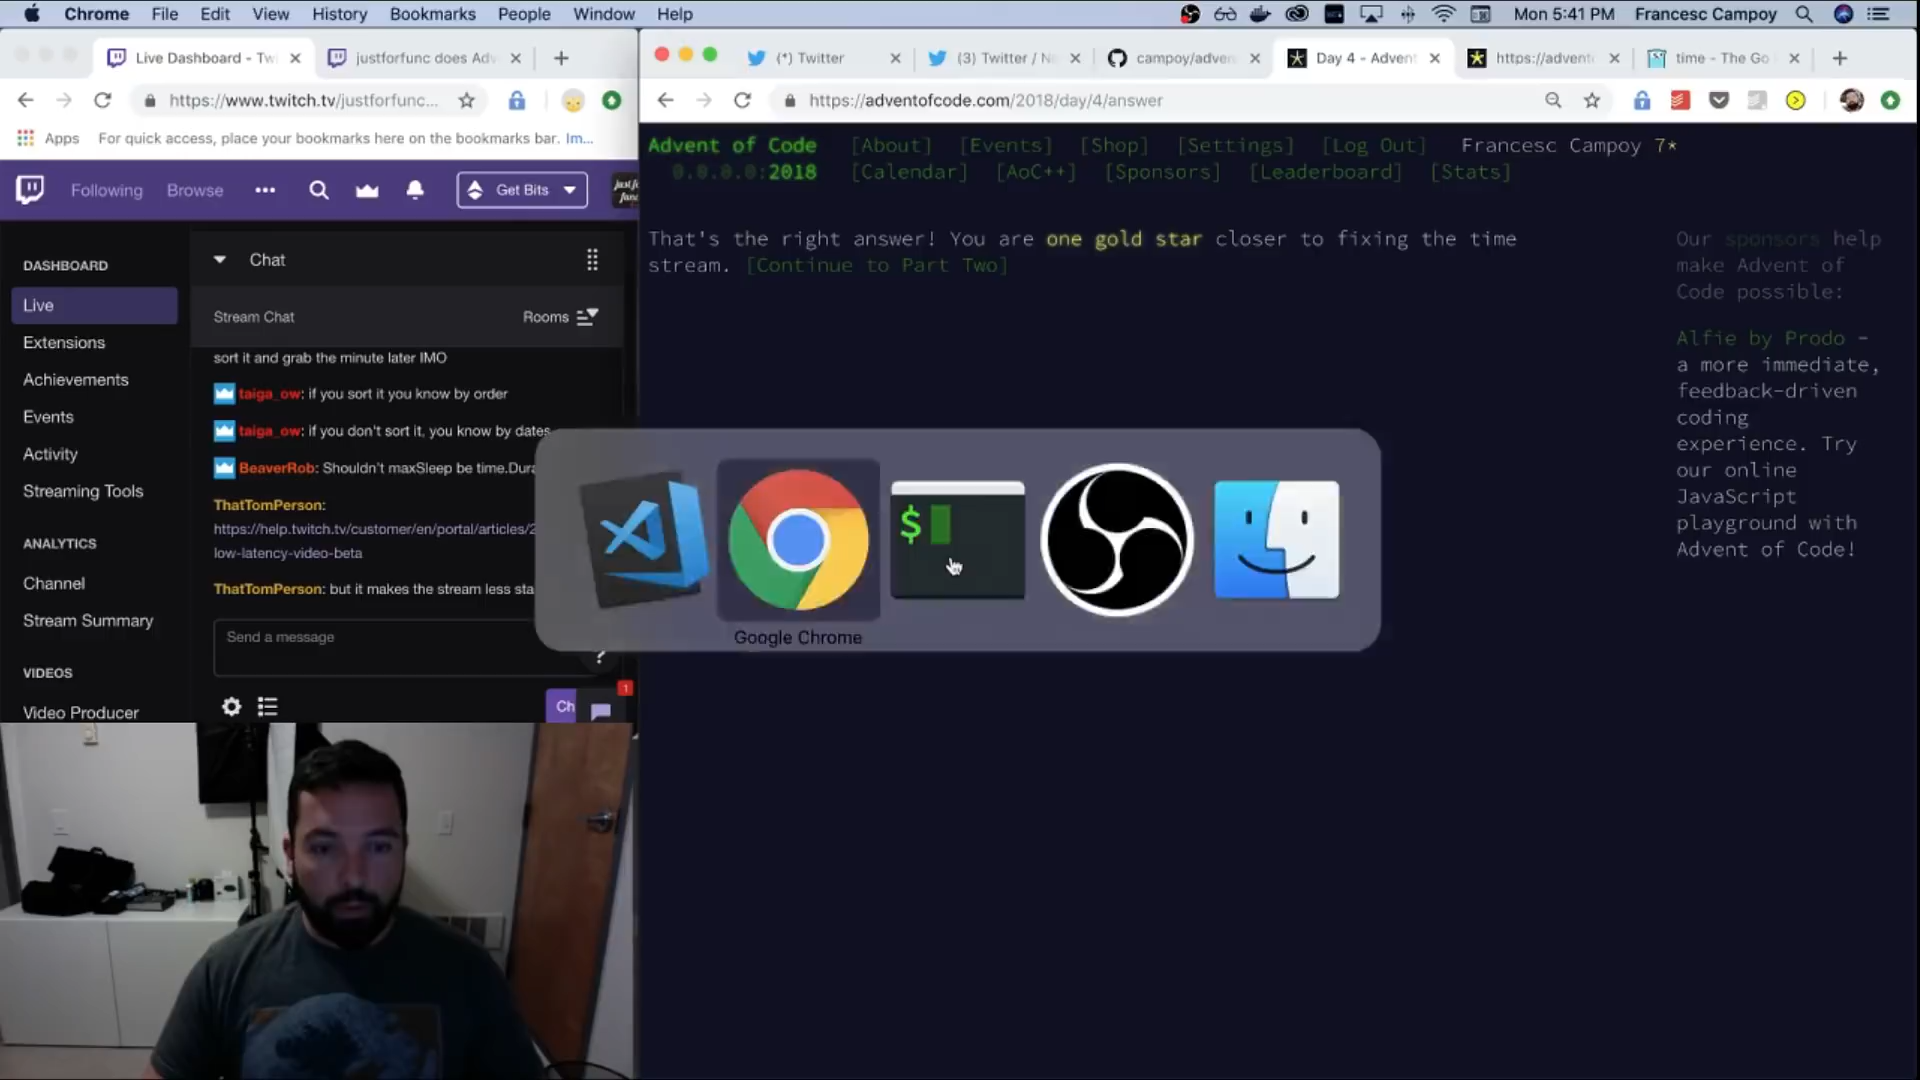 Chrome File Edit View History Bookmarks People Window Help Mon 5:41 PM Francesc Campoy
Live Dashboard - Tw
justforfunc does Adv
https://www.twitch.tv/justforfunc...
Apps For quick access, place your bookmarks here on the bookmarks bar. Im...
Following Browse ••• Get Bits
DASHBOARD
Live
Extensions
Achievements
Events
Activity
Streaming Tools
ANALYTICS
Channel
Stream Summary
VIDEOS
Video Producer
Chat
Stream Chat Rooms
sort it and grab the minute later IMO
taiga_ow: if you sort it you know by order
taiga_ow: if you don't sort it, you know by dates
BeaverRob: Shouldn't maxSleep be time.Dura
ThatTomPerson:
https://help.twitch.tv/customer/en/portal/articles/2
low-latency-video-beta
ThatTomPerson: but it makes the stream less sta
Send a message
?
Ch
1
(*) Twitter
(3) Twitter / N
campoy/adven
Day 4 - Advent
https://advent
time - The Go
https://adventofcode.com/2018/day/4/answer
Advent of Code [About] [Events] [Shop] [Settings] [Log Out] Francesc Campoy 7*
0.0.0.0:2018 [Calendar] [AoC++] [Sponsors] [Leaderboard] [Stats]
That's the right answer! You are one gold star closer to fixing the time
stream. [Continue to Part Two]
Our sponsors help
make Advent of
Code possible:
Alfie by Prodo -
a more immediate,
feedback-driven
coding
experience. Try
our online
JavaScript
playground with
Advent of Code!
$
Google Chrome